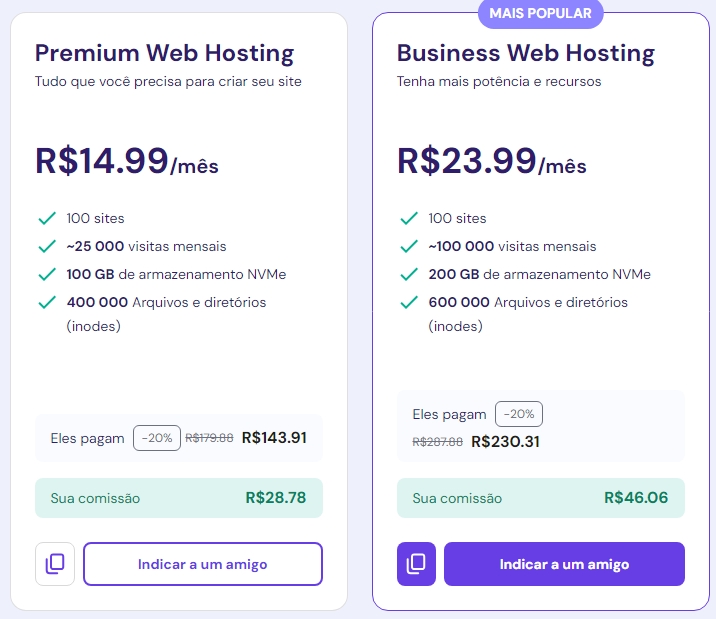 Premium Web Hosting
Tudo que você precisa para criar seu site
R$14.99/mês
100 sites
~25 000 visitas mensais
100 GB de armazenamento NVMe
400 000 Arquivos e diretórios
(inodes)
Eles pagam -20% R$179.88 R$143.91
Sua comissão R$28.78
Indicar a um amigo
MAIS POPULAR
Business Web Hosting
Tenha mais potência e recursos
R$23.99/mês
100 sites
~100 000 visitas mensais
200 GB de armazenamento NVMe
600 000 Arquivos e diretórios
(inodes)
Eles pagam -20%
R$287.88 R$230.31
Sua comissão R$46.06
Indicar a um amigo